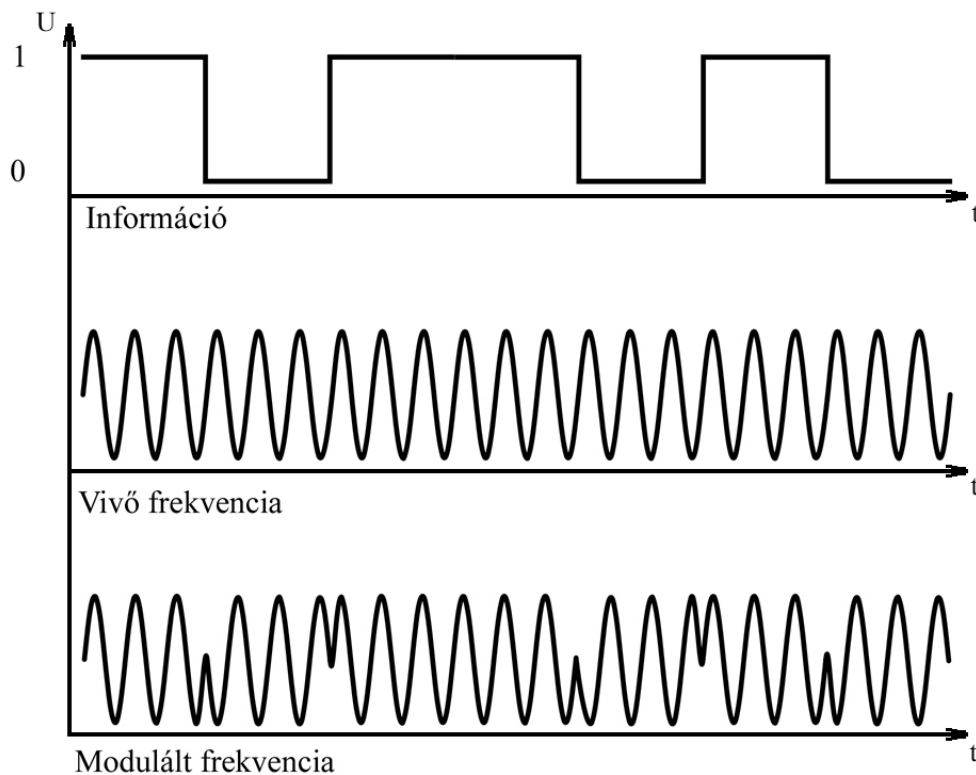 U
1
0
t
Információ
t
Vivő frekvencia
t
Modulált frekvencia